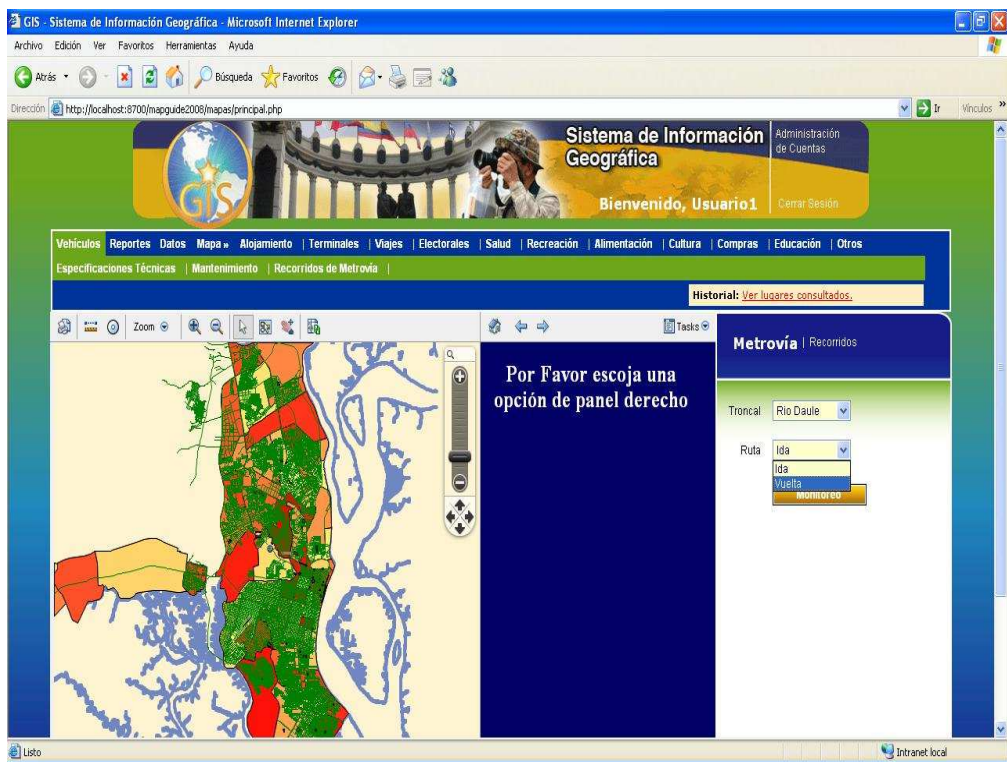 GIS - Sistema de Información Geográfica - Microsoft Internet Explorer
Archivo Edición Ver Favoritos Herramientas Ayuda
Atrás Búsqueda Favoritos
Dirección http://localhost:8700/mapguide2008/mapas/principal.php Ir Vínculos »
GIS
Sistema de Información
Geográfica
Administración
de Cuentas
Bienvenido, Usuario1
Cerrar Sesión
Vehículos Reportes Datos Mapa » Alojamiento | Terminales | Viajes | Electorales | Salud | Recreación | Alimentación | Cultura | Compras | Educación | Otros
Especificaciones Técnicas | Mantenimiento | Recorridos de Metrovía |
Historial: Ver lugares consultados.
Zoom
Tasks
Metrovía | Recorridos
Por Favor escoja una
opción de panel derecho
Troncal Rio Daule
Ruta Ida
Ida
Vuelta
Monitoreo
Listo
Intranet local